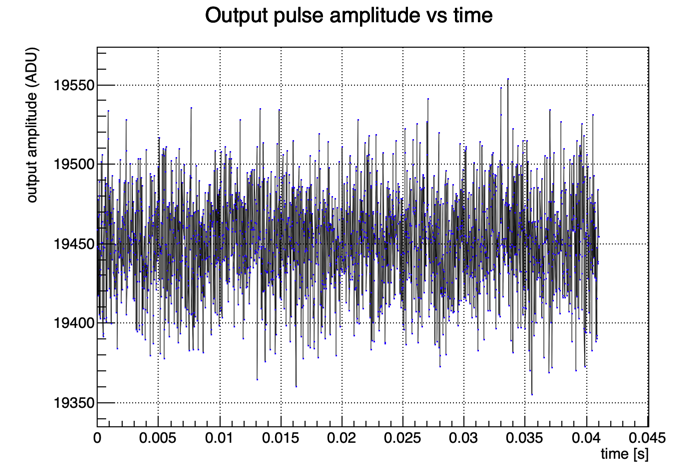 Output pulse amplitude vs time
output amplitude (ADU)
19550
19500
19450
19400
19350
0 0.005 0.01 0.015 0.02 0.025 0.03 0.035 0.04 0.045
time [s]